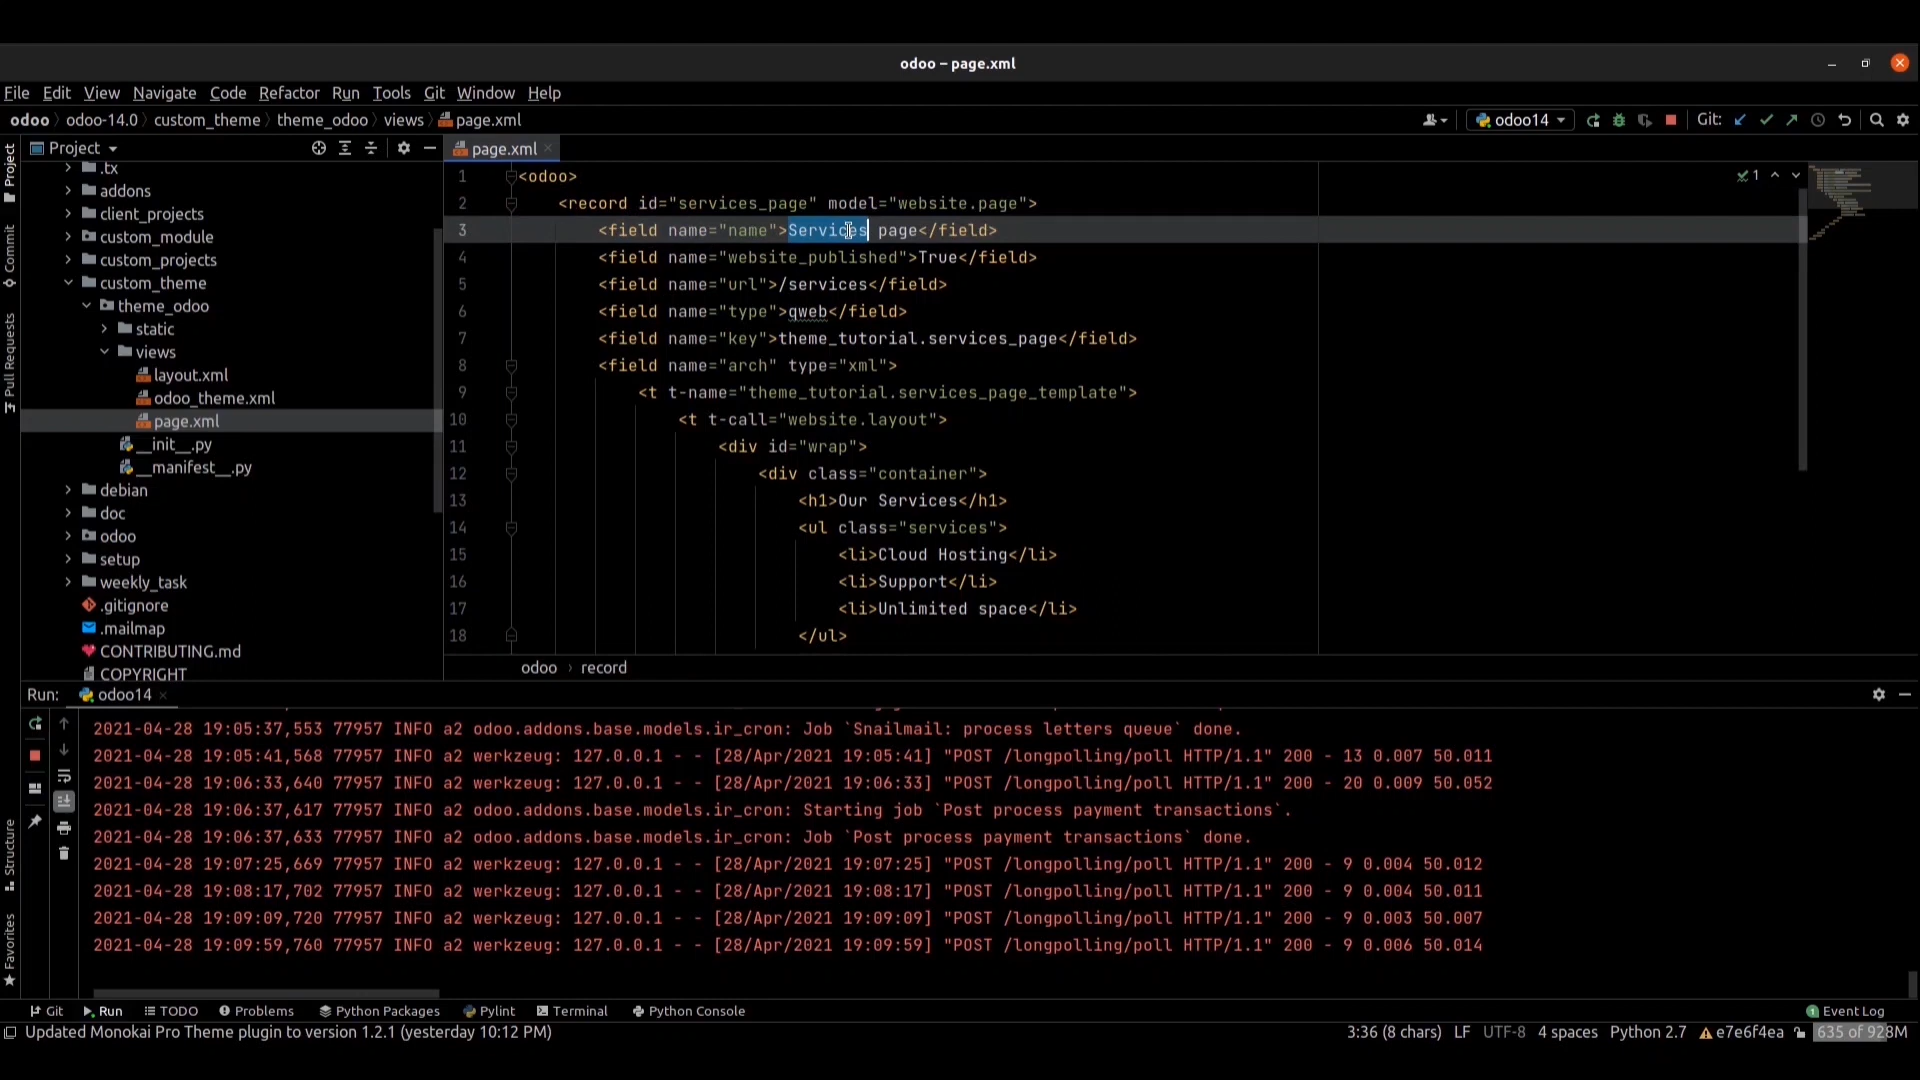 odoo – page.xml
File Edit View Navigate Code Refactor Run Tools Git Window Help
odoo odoo-14.0 custom_theme theme_odoo views page.xml
odoo14 Git:
Project
page.xml
.tx
addons
client_projects
custom_module
custom_projects
custom_theme
theme_odoo
static
views
layout.xml
odoo_theme.xml
page.xml
__init__.py
__manifest__.py
debian
doc
odoo
setup
weekly_task
.gitignore
.mailmap
CONTRIBUTING.md
COPYRIGHT
Project
Commit
Pull Requests
Structure
Favorites
1 <odoo>
2 <record id="services_page" model="website.page">
3 <field name="name">Services page</field>
4 <field name="website_published">True</field>
5 <field name="url">/services</field>
6 <field name="type">qweb</field>
7 <field name="key">theme_tutorial.services_page</field>
8 <field name="arch" type="xml">
9 <t t-name="theme_tutorial.services_page_template">
10 <t t-call="website.layout">
11 <div id="wrap">
12 <div class="container">
13 <h1>Our Services</h1>
14 <ul class="services">
15 <li>Cloud Hosting</li>
16 <li>Support</li>
17 <li>Unlimited space</li>
18 </ul>
1
odoo record
Run: odoo14
2021-04-28 19:05:37,553 77957 INFO a2 odoo.addons.base.models.ir_cron: Job `Snailmail: process letters queue` done.
2021-04-28 19:05:41,568 77957 INFO a2 werkzeug: 127.0.0.1 - - [28/Apr/2021 19:05:41] "POST /longpolling/poll HTTP/1.1" 200 - 13 0.007 50.011
2021-04-28 19:06:33,640 77957 INFO a2 werkzeug: 127.0.0.1 - - [28/Apr/2021 19:06:33] "POST /longpolling/poll HTTP/1.1" 200 - 20 0.009 50.052
2021-04-28 19:06:37,617 77957 INFO a2 odoo.addons.base.models.ir_cron: Starting job `Post process payment transactions`.
2021-04-28 19:06:37,633 77957 INFO a2 odoo.addons.base.models.ir_cron: Job `Post process payment transactions` done.
2021-04-28 19:07:25,669 77957 INFO a2 werkzeug: 127.0.0.1 - - [28/Apr/2021 19:07:25] "POST /longpolling/poll HTTP/1.1" 200 - 9 0.004 50.012
2021-04-28 19:08:17,702 77957 INFO a2 werkzeug: 127.0.0.1 - - [28/Apr/2021 19:08:17] "POST /longpolling/poll HTTP/1.1" 200 - 9 0.004 50.011
2021-04-28 19:09:09,720 77957 INFO a2 werkzeug: 127.0.0.1 - - [28/Apr/2021 19:09:09] "POST /longpolling/poll HTTP/1.1" 200 - 9 0.003 50.007
2021-04-28 19:09:59,760 77957 INFO a2 werkzeug: 127.0.0.1 - - [28/Apr/2021 19:09:59] "POST /longpolling/poll HTTP/1.1" 200 - 9 0.006 50.014
Git Run TODO Problems Python Packages Pylint Terminal Python Console 1 Event Log
Updated Monokai Pro Theme plugin to version 1.2.1 (yesterday 10:12 PM) 3:36 (8 chars) LF UTF-8 4 spaces Python 2.7 e7e6f4ea 635 of 928M